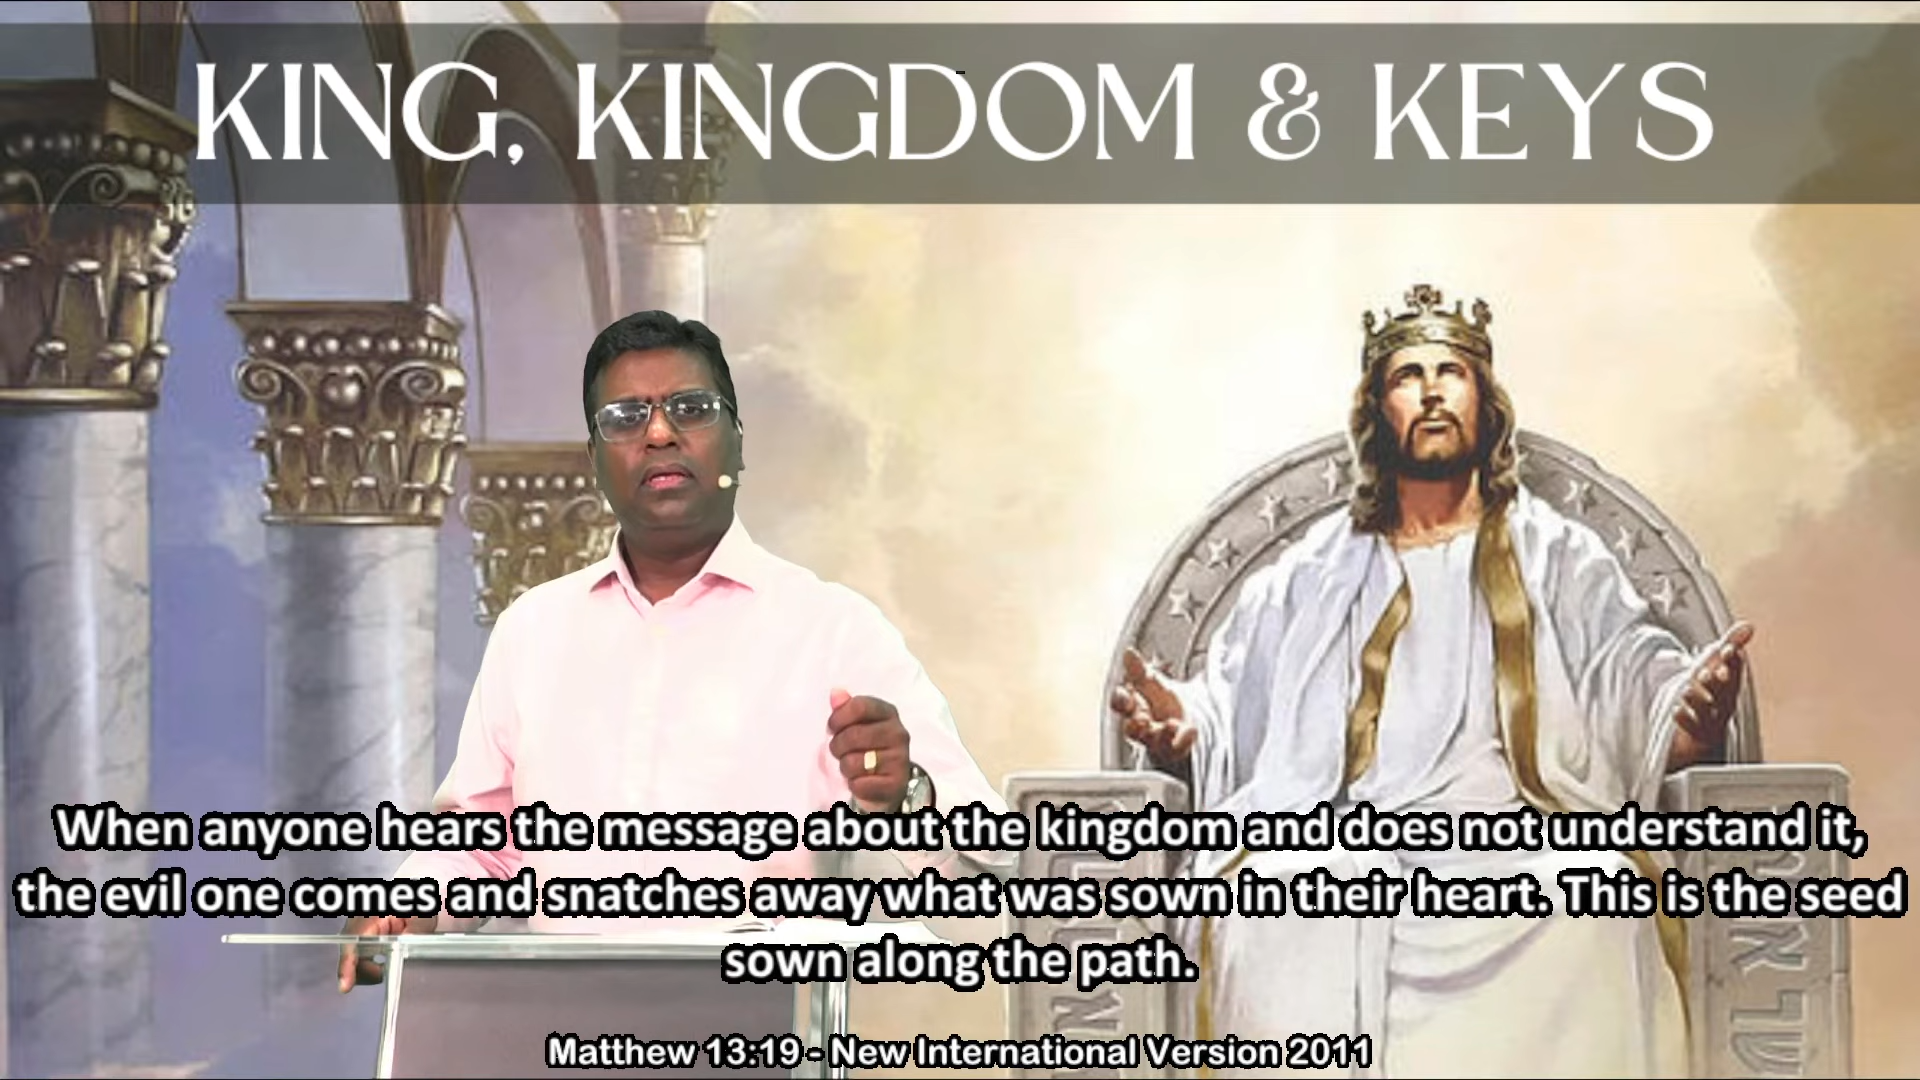 KING, KINGDOM & KEYS
When anyone hears the message about the kingdom and does not understand it,
the evil one comes and snatches away what was sown in their heart. This is the seed
sown along the path.
Matthew 13:19 - New International Version 2011